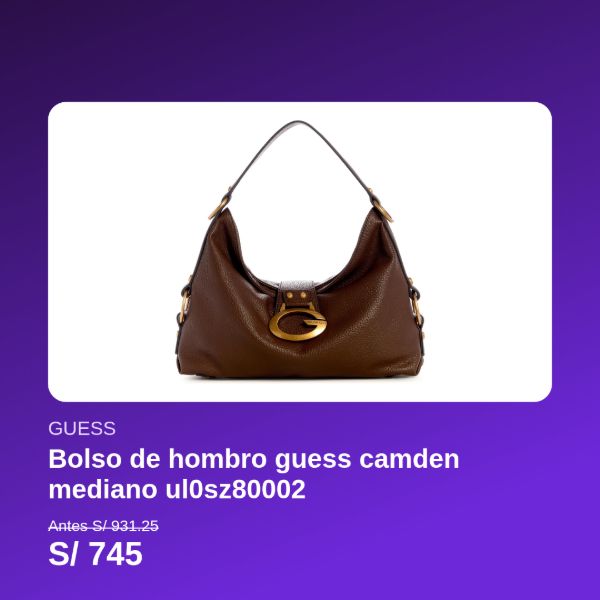 GUESS
Bolso de hombro guess camden
mediano ul0sz80002
Antes S/ 931.25
S/ 745